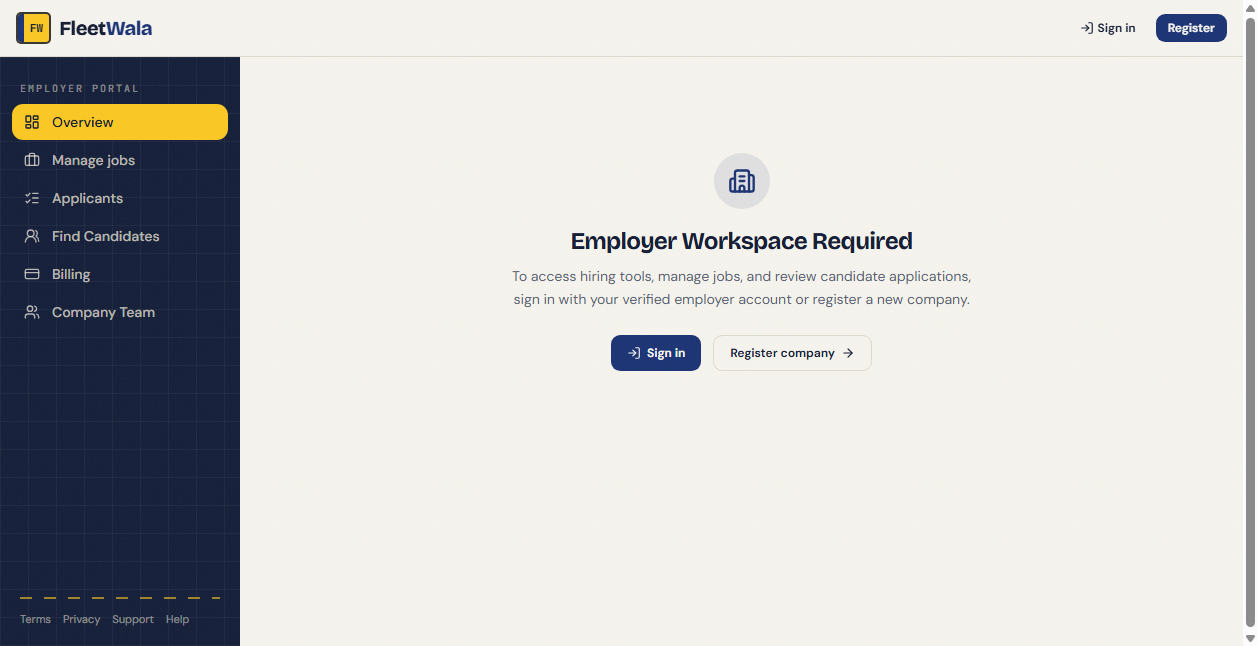 FW FleetWala
Sign in
Register
EMPLOYER PORTAL
Overview
Manage jobs
Applicants
Find Candidates
Billing
Company Team
Employer Workspace Required
To access hiring tools, manage jobs, and review candidate applications,
sign in with your verified employer account or register a new company.
Sign in
Register company
Terms Privacy Support Help